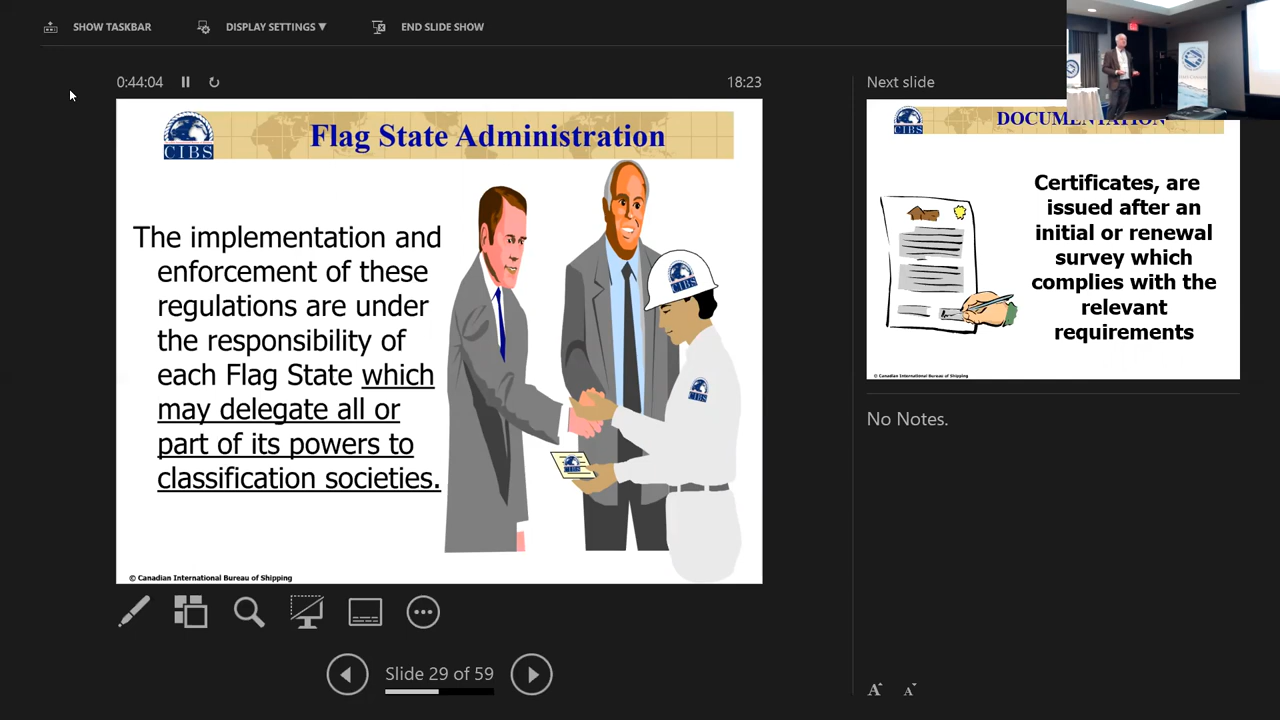 SHOW TASKBAR
DISPLAY SETTINGS ▼
END SLIDE SHOW
0:44:04
18:23
CIBS
Flag State Administration
The implementation and
enforcement of these
regulations are under
the responsibility of
each Flag State which
may delegate all or
part of its powers to
classification societies.
CIBS
CIBS
CIBS
© Canadian International Bureau of Shipping
Slide 29 of 59
Next slide
CIBS
DOCUMENTATION
Certificates, are
issued after an
initial or renewal
survey which
complies with the
relevant
requirements
© Canadian International Bureau of Shipping
No Notes.
A A